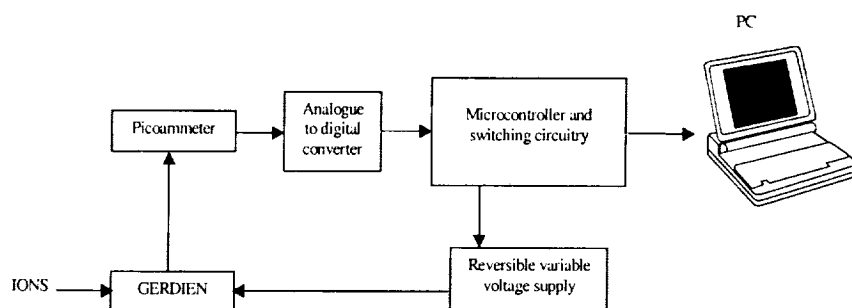 PC
Picoammeter
Analogue
to digital
converter
Microcontroller and
switching circuitry
IONS
GERDIEN
Reversible variable
voltage supply